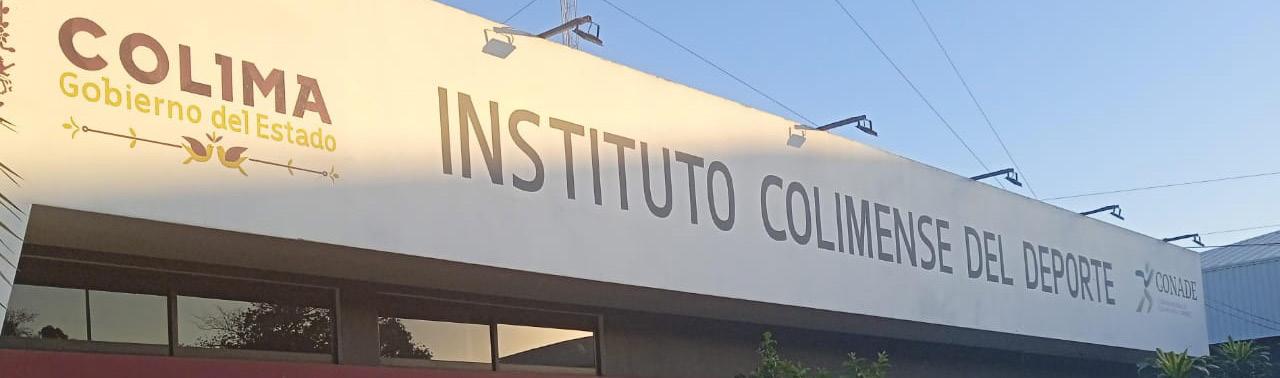 COLIMA
Gobierno del Estado
INSTITUTO COLIMENSE DEL DEPORTE
CONADE